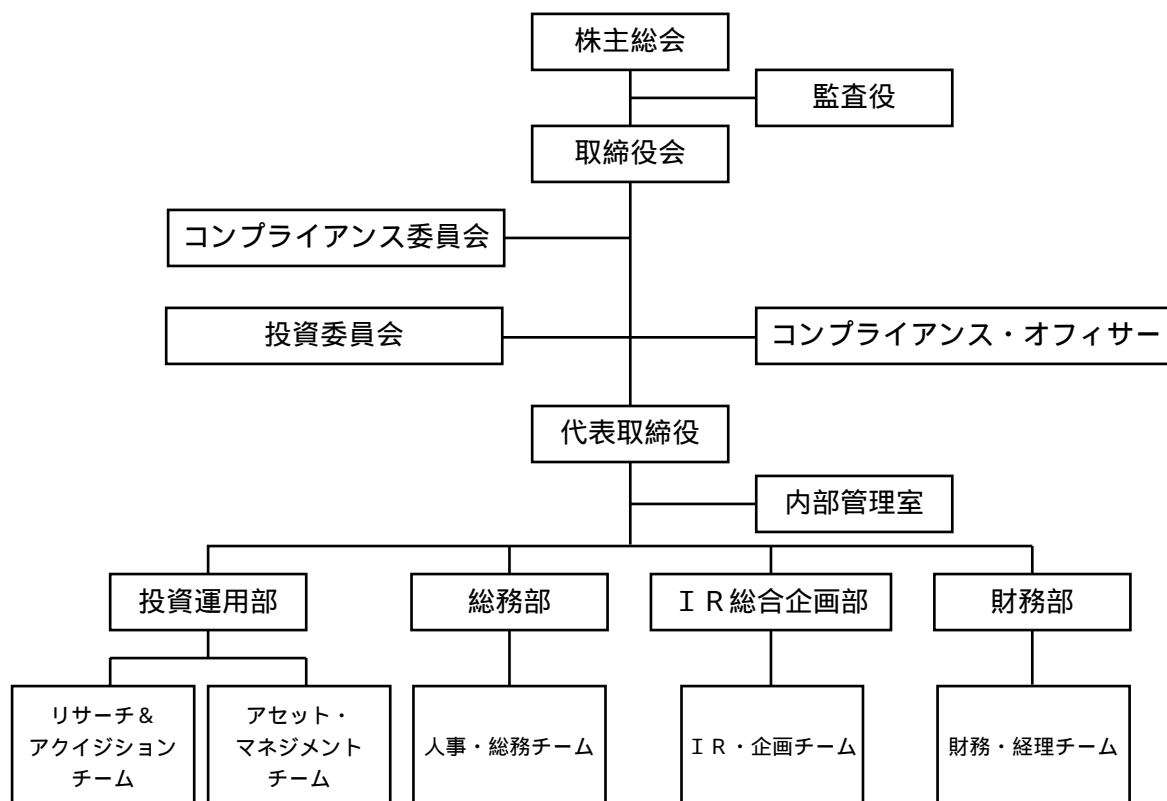 株主総会
監査役
取締役会
コンプライアンス委員会
投資委員会
コンプライアンス・オフィサー
代表取締役
内部管理室
投資運用部
総務部
ＩＲ総合企画部
財務部
リサーチ＆
アクイジション
チーム
アセット・
マネジメント
チーム
人事・総務チーム
ＩＲ・企画チーム
財務・経理チーム